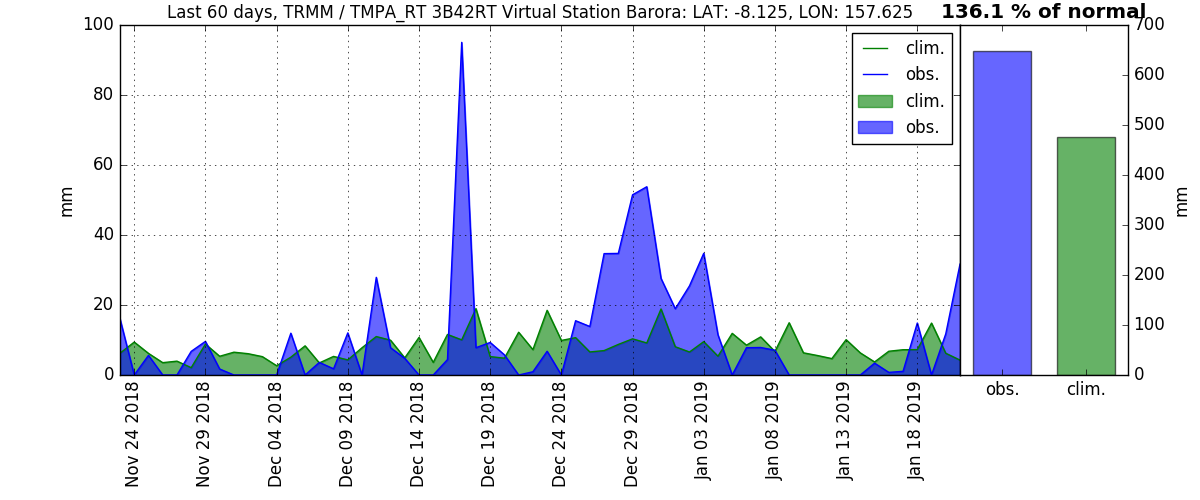 Last 60 days, TRMM / TMPA_RT 3B42RT Virtual Station Barora: LAT: -8.125, LON: 157.625
136.1 % of normal
100
80
60
40
20
0
mm
clim.
obs.
clim.
obs.
700
600
500
400
300
200
100
0
mm
obs.
clim.
Nov 24 2018
Nov 29 2018
Dec 04 2018
Dec 09 2018
Dec 14 2018
Dec 19 2018
Dec 24 2018
Dec 29 2018
Jan 03 2019
Jan 08 2019
Jan 13 2019
Jan 18 2019